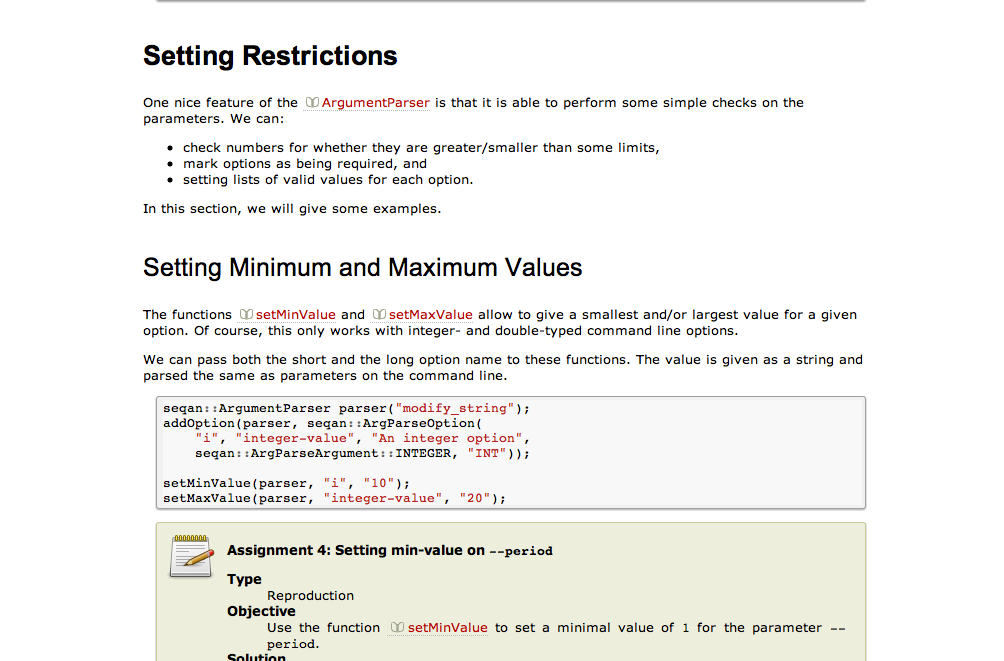 Setting Restrictions
One nice feature of the ArgumentParser is that it is able to perform some simple checks on the
parameters. We can:
• check numbers for whether they are greater/smaller than some limits,
• mark options as being required, and
• setting lists of valid values for each option.
In this section, we will give some examples.
Setting Minimum and Maximum Values
The functions setMinValue and setMaxValue allow to give a smallest and/or largest value for a given
option. Of course, this only works with integer- and double-typed command line options.
We can pass both the short and the long option name to these functions. The value is given as a string and
parsed the same as parameters on the command line.
seqan::ArgumentParser parser("modify_string");
addOption(parser, seqan::ArgParseOption(
    "i", "integer-value", "An integer option",
    seqan::ArgParseArgument::INTEGER, "INT"));
setMinValue(parser, "i", "10");
setMaxValue(parser, "integer-value", "20");
Assignment 4: Setting min-value on --period
Type
Reproduction
Objective
Use the function setMinValue to set a minimal value of 1 for the parameter --
period.
Solution